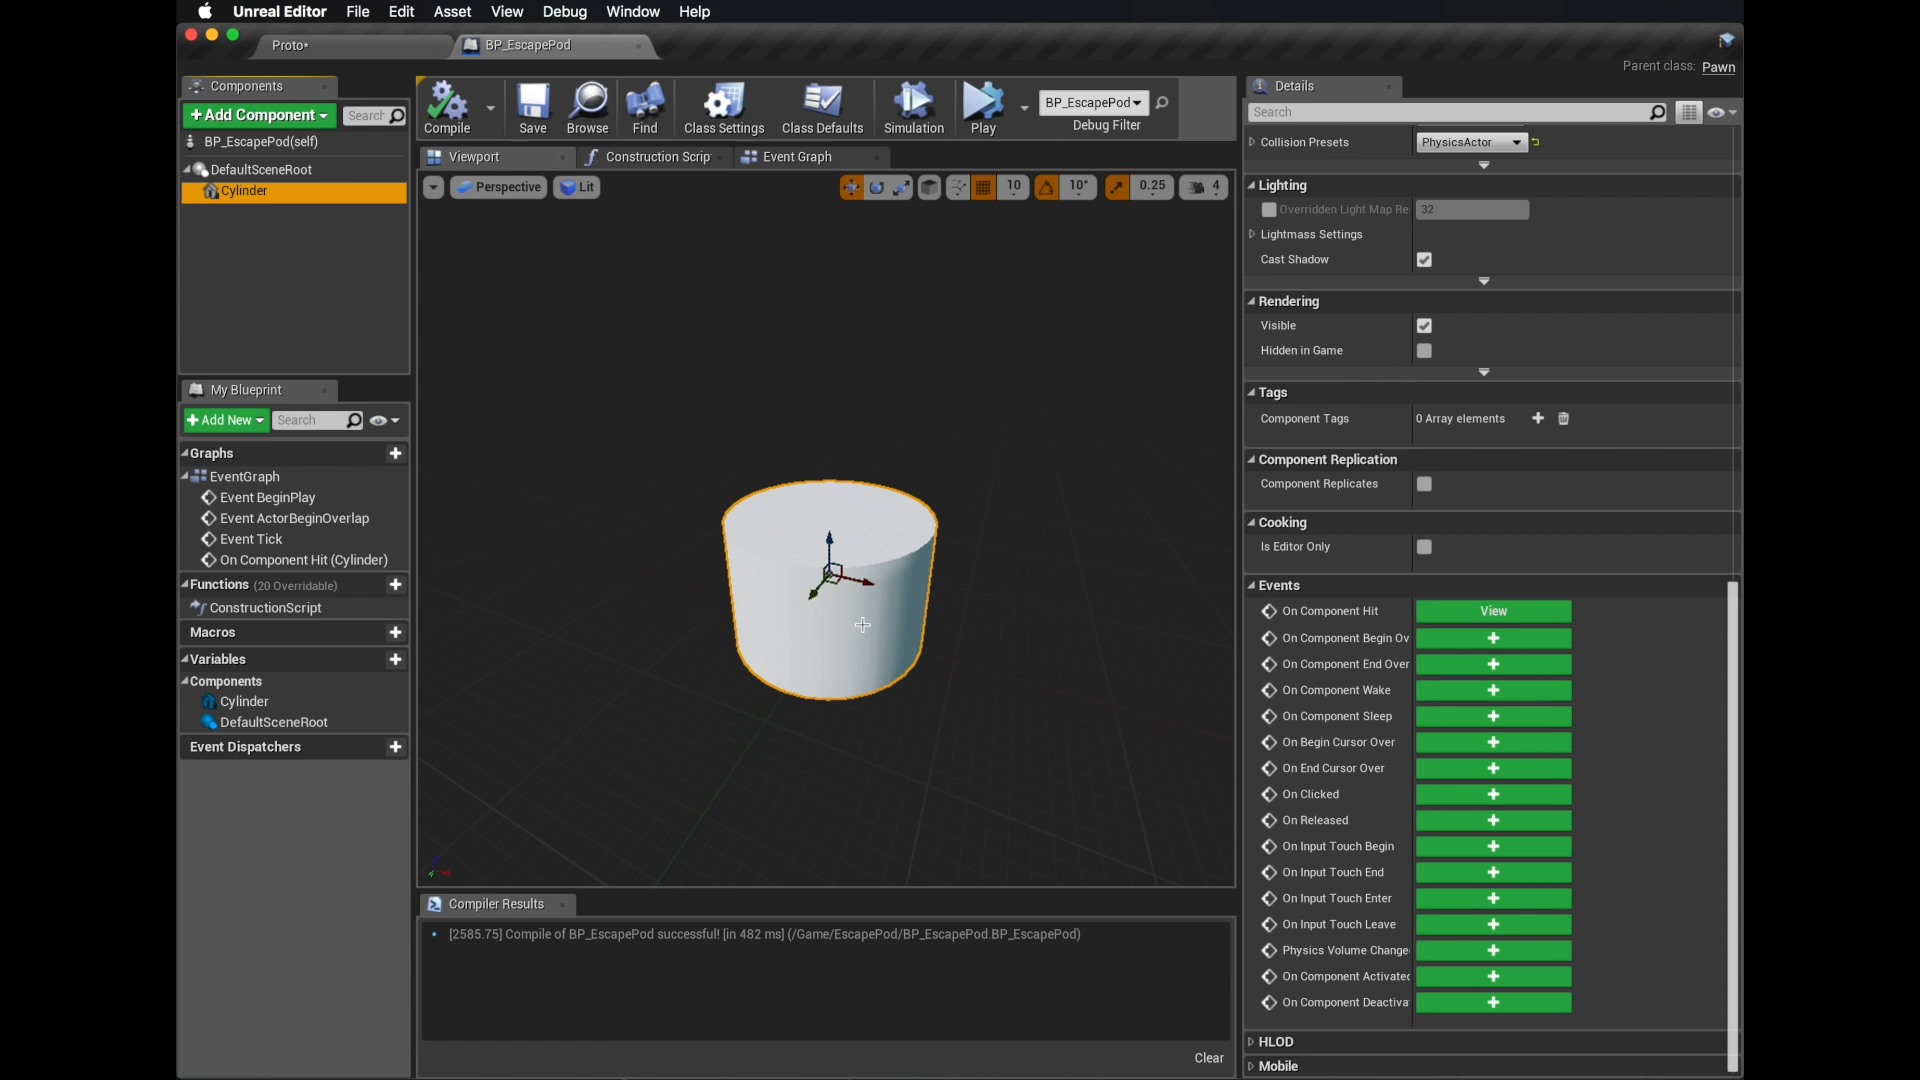 Unreal Editor File Edit Asset View Debug Window Help
Proto*
BP_EscapePod
Parent class: Pawn
Components
+ Add Component
Search
BP_EscapePod(self)
DefaultSceneRoot
Cylinder
Compile
Save
Browse
Find
Class Settings
Class Defaults
Simulation
Play
BP_EscapePod
Debug Filter
Viewport
Construction Scrip
Event Graph
Perspective
Lit
10
10°
0.25
4
My Blueprint
+ Add New
Search
Graphs
EventGraph
Event BeginPlay
Event ActorBeginOverlap
Event Tick
On Component Hit (Cylinder)
Functions (20 Overridable)
ConstructionScript
Macros
Variables
Components
Cylinder
DefaultSceneRoot
Event Dispatchers
Compiler Results
[2585.75] Compile of BP_EscapePod successful! [in 482 ms] (/Game/EscapePod/BP_EscapePod.BP_EscapePod)
Clear
Details
Search
Collision Presets PhysicsActor
Lighting
Overridden Light Map Re 32
Lightmass Settings
Cast Shadow
Rendering
Visible
Hidden in Game
Tags
Component Tags 0 Array elements
Component Replication
Component Replicates
Cooking
Is Editor Only
Events
On Component Hit View
On Component Begin Ov
On Component End Over
On Component Wake
On Component Sleep
On Begin Cursor Over
On End Cursor Over
On Clicked
On Released
On Input Touch Begin
On Input Touch End
On Input Touch Enter
On Input Touch Leave
Physics Volume Change
On Component Activate
On Component Deactiva
HLOD
Mobile